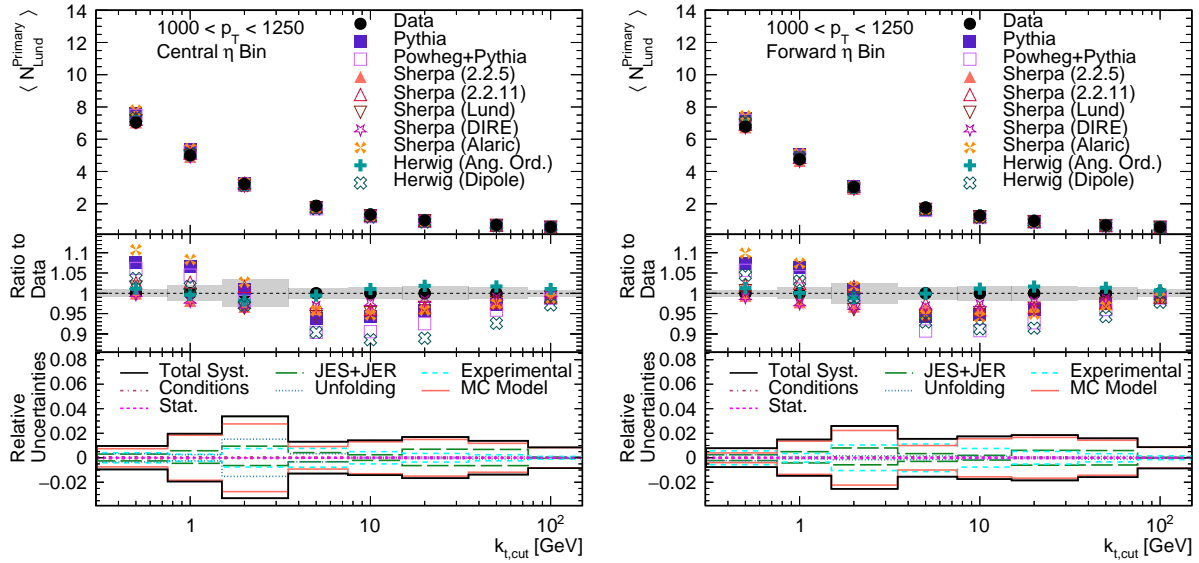 ⟨ N_Lund^Primary ⟩
14
12
10
8
6
4
2
1000 < p_T < 1250
Central η Bin
Data
Pythia
Powheg+Pythia
Sherpa (2.2.5)
Sherpa (2.2.11)
Sherpa (Lund)
Sherpa (DIRE)
Sherpa (Alaric)
Herwig (Ang. Ord.)
Herwig (Dipole)
Ratio to
Data
1.1
1.05
1
0.95
0.9
Relative
Uncertainties
0.08
0.06
0.04
0.02
0
−0.02
Total Syst. JES+JER Experimental
Conditions Unfolding MC Model
Stat.
1 10 10²
k_t,cut [GeV]
⟨ N_Lund^Primary ⟩
14
12
10
8
6
4
2
1000 < p_T < 1250
Forward η Bin
Data
Pythia
Powheg+Pythia
Sherpa (2.2.5)
Sherpa (2.2.11)
Sherpa (Lund)
Sherpa (DIRE)
Sherpa (Alaric)
Herwig (Ang. Ord.)
Herwig (Dipole)
Ratio to
Data
1.1
1.05
1
0.95
0.9
Relative
Uncertainties
0.08
0.06
0.04
0.02
0
−0.02
Total Syst. JES+JER Experimental
Conditions Unfolding MC Model
Stat.
1 10 10²
k_t,cut [GeV]